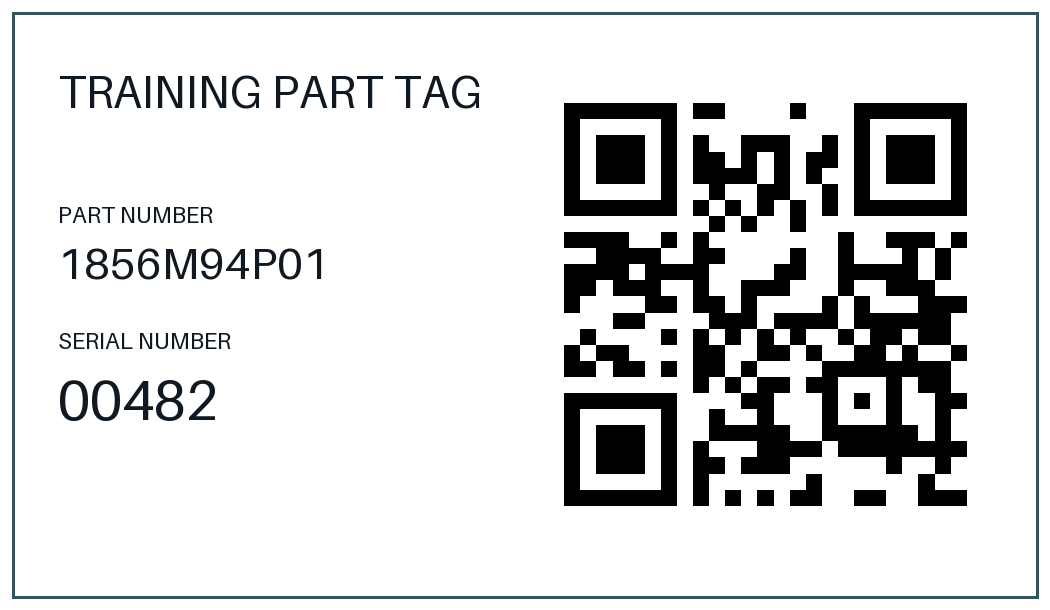 TRAINING PART TAG
PART NUMBER
1856M94P01
SERIAL NUMBER
00482